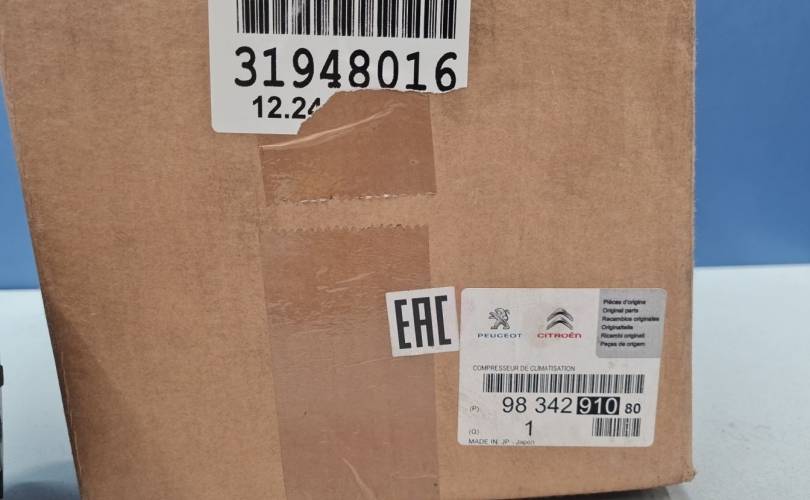 31948016
12.24
EAC
PEUGEOT CITROËN
Pièces d'origine
Original parts
Recambios originales
Originalteile
Ricambi originali
Peças de origem
COMPRESSEUR DE CLIMATISATION
(P) 98 342 910 80
(Q) 1
MADE IN JP - Japon